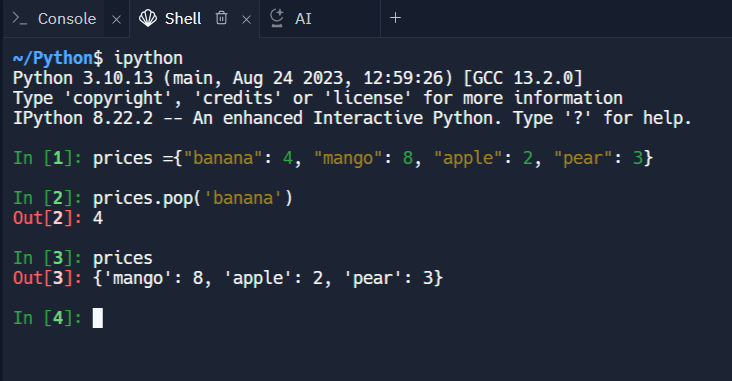 >_ Console × Shell × AI +
~/Python$ ipython
Python 3.10.13 (main, Aug 24 2023, 12:59:26) [GCC 13.2.0]
Type 'copyright', 'credits' or 'license' for more information
IPython 8.22.2 -- An enhanced Interactive Python. Type '?' for help.
In [1]: prices ={"banana": 4, "mango": 8, "apple": 2, "pear": 3}
In [2]: prices.pop('banana')
Out[2]: 4
In [3]: prices
Out[3]: {'mango': 8, 'apple': 2, 'pear': 3}
In [4]: